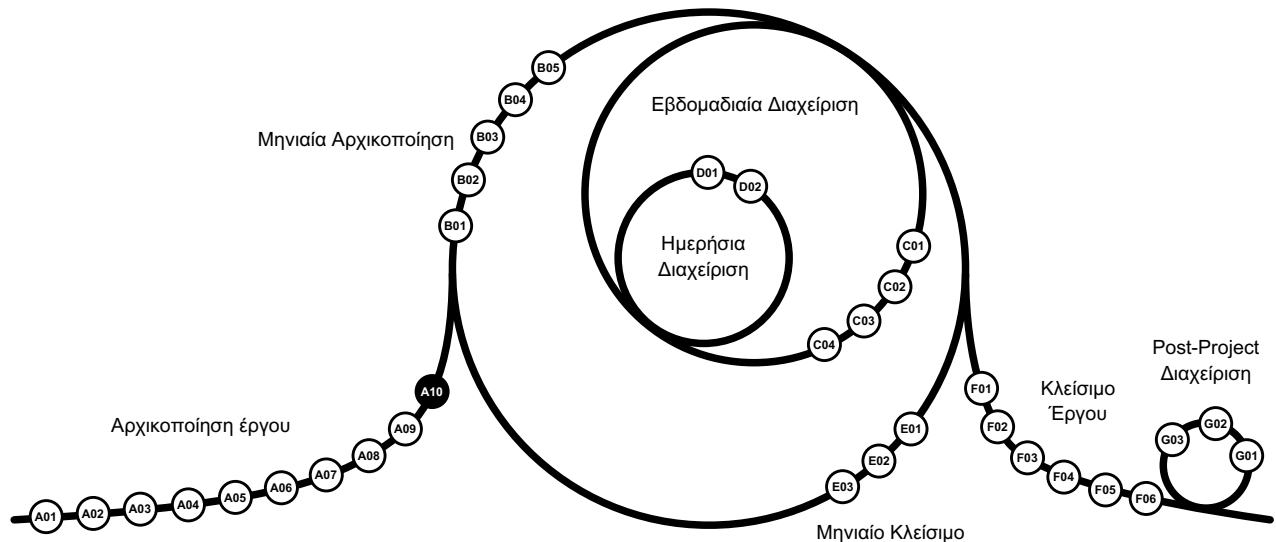 Αρχικοποίηση έργου
A01
A02
A03
A04
A05
A06
A07
A08
A09
A10
Μηνιαία Αρχικοποίηση
B01
B02
B03
B04
B05
Εβδομαδιαία Διαχείριση
C01
C02
C03
C04
Ημερήσια
Διαχείριση
D01
D02
Μηνιαίο Κλείσιμο
E01
E02
E03
Κλείσιμο
Έργου
F01
F02
F03
F04
F05
F06
Post-Project
Διαχείριση
G03
G02
G01